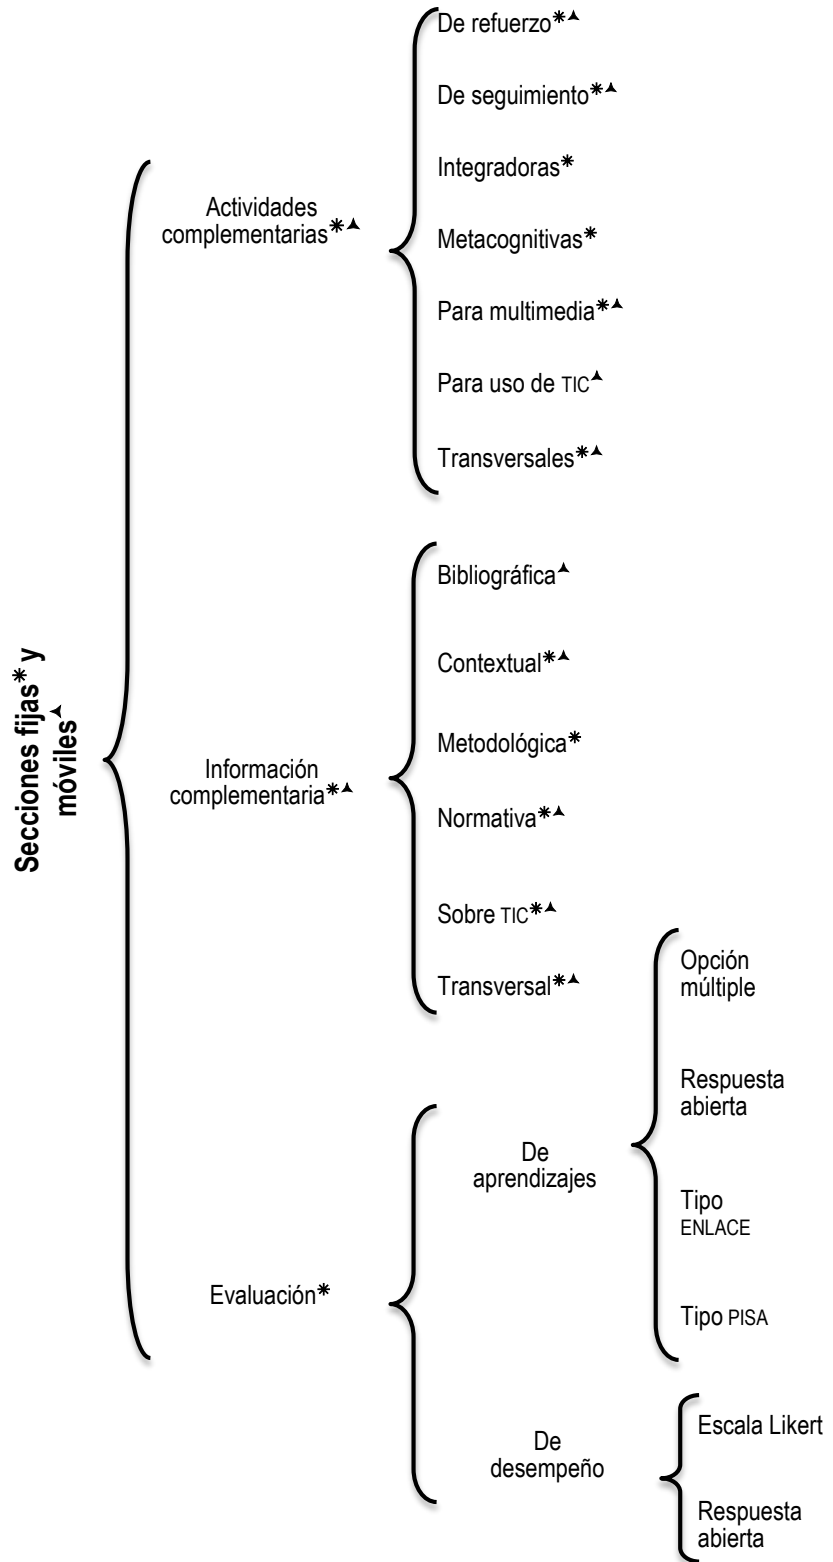 Secciones fijas* y
móviles⅄
Actividades
complementarias*⅄
De refuerzo*⅄
De seguimiento*⅄
Integradoras*
Metacognitivas*
Para multimedia*⅄
Para uso de TIC⅄
Transversales*⅄
Información
complementaria*⅄
Bibliográfica⅄
Contextual*⅄
Metodológica*
Normativa*⅄
Sobre TIC*⅄
Transversal*⅄
Evaluación*
De
aprendizajes
Opción
múltiple
Respuesta
abierta
Tipo
ENLACE
Tipo PISA
De
desempeño
Escala Likert
Respuesta
abierta